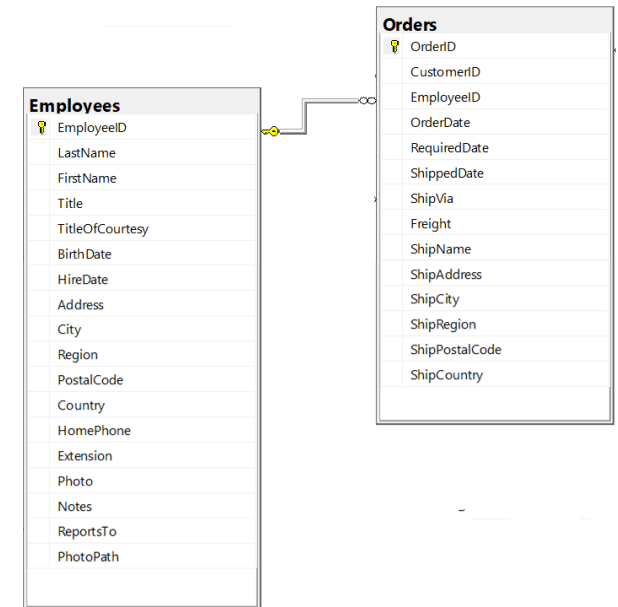 Employees
EmployeeID
LastName
FirstName
Title
TitleOfCourtesy
BirthDate
HireDate
Address
City
Region
PostalCode
Country
HomePhone
Extension
Photo
Notes
ReportsTo
PhotoPath
Orders
OrderID
CustomerID
EmployeeID
OrderDate
RequiredDate
ShippedDate
ShipVia
Freight
ShipName
ShipAddress
ShipCity
ShipRegion
ShipPostalCode
ShipCountry